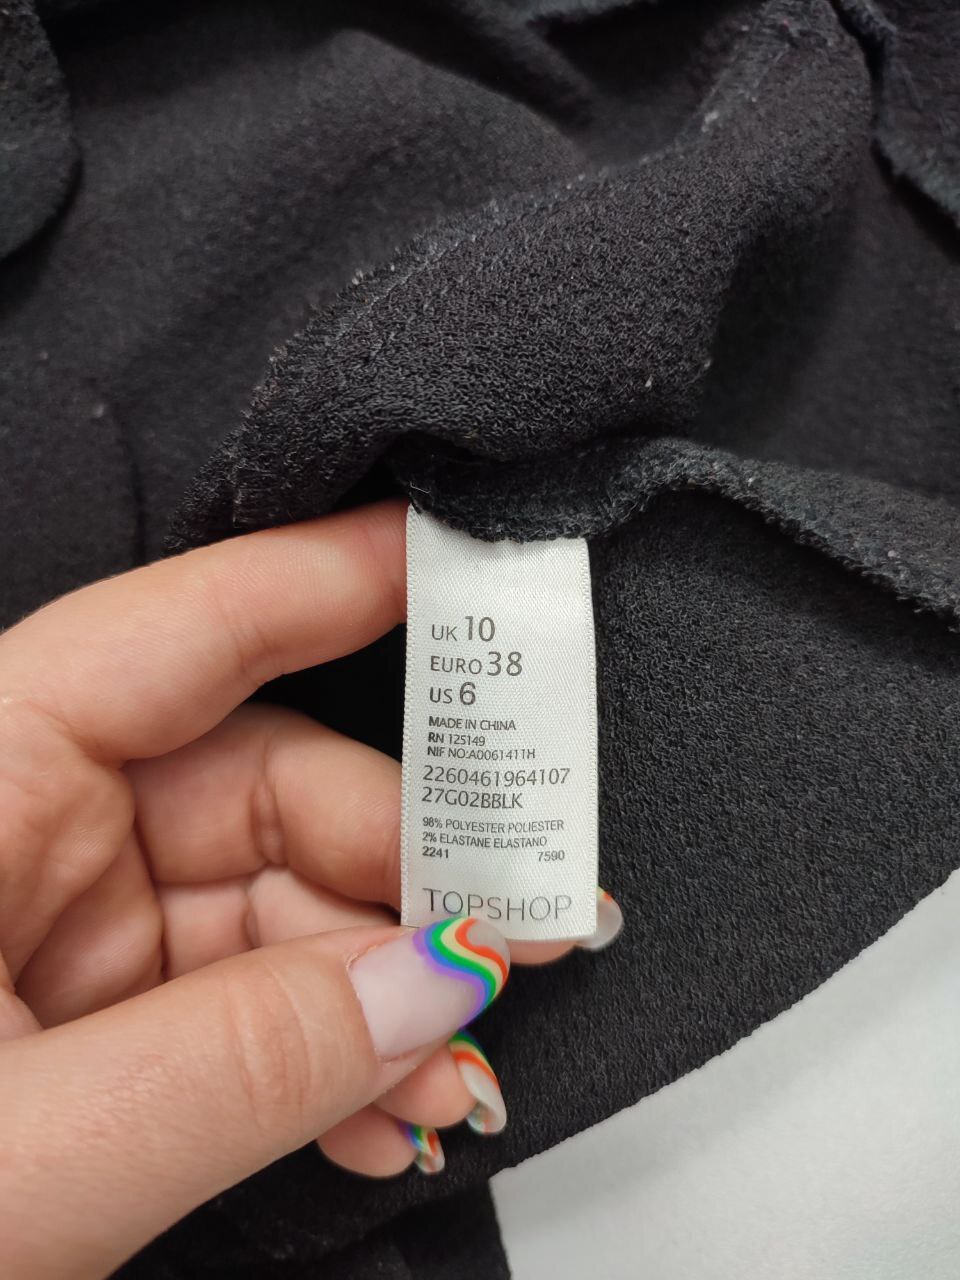 UK 10
EURO 38
US 6
MADE IN CHINA
RN 125149
NIF NO:A0061411H
2260461964107
27G02BBLK
98% POLYESTER POLIESTER
2% ELASTANE ELASTANO
2241 7590
TOPSHOP